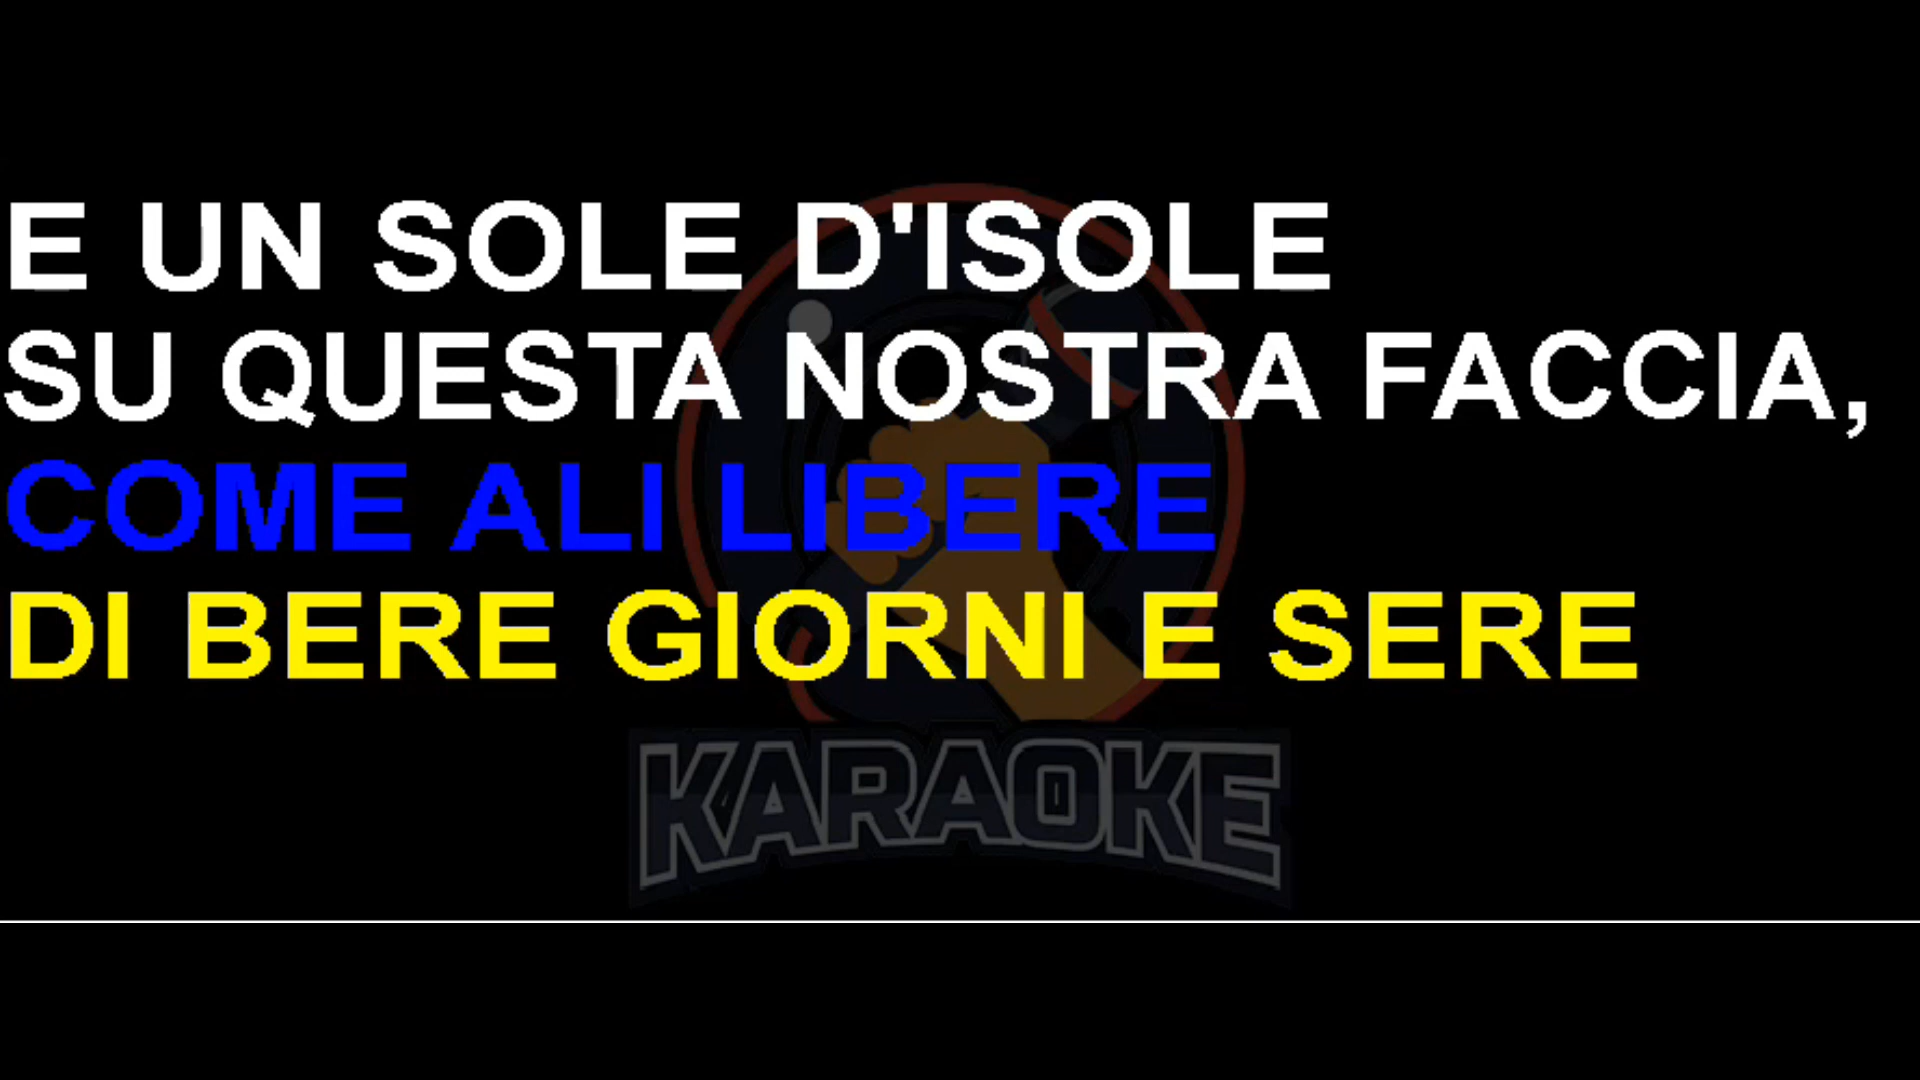 E UN SOLE D'ISOLE
SU QUESTA NOSTRA FACCIA,
COME ALI LIBERE
DI BERE GIORNI E SERE
KARAOKE